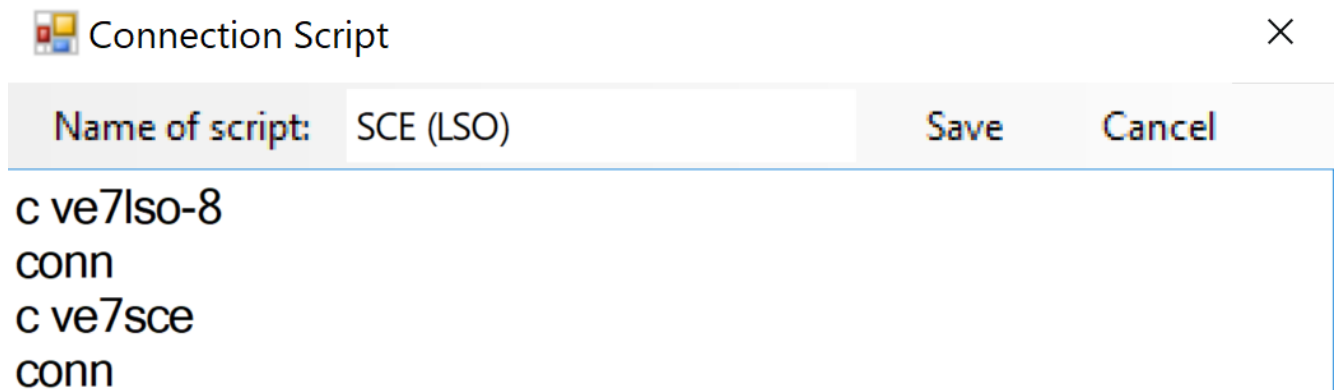 Connection Script
Name of script: SCE (LSO) Save Cancel
c ve7lso-8
conn
c ve7sce
conn